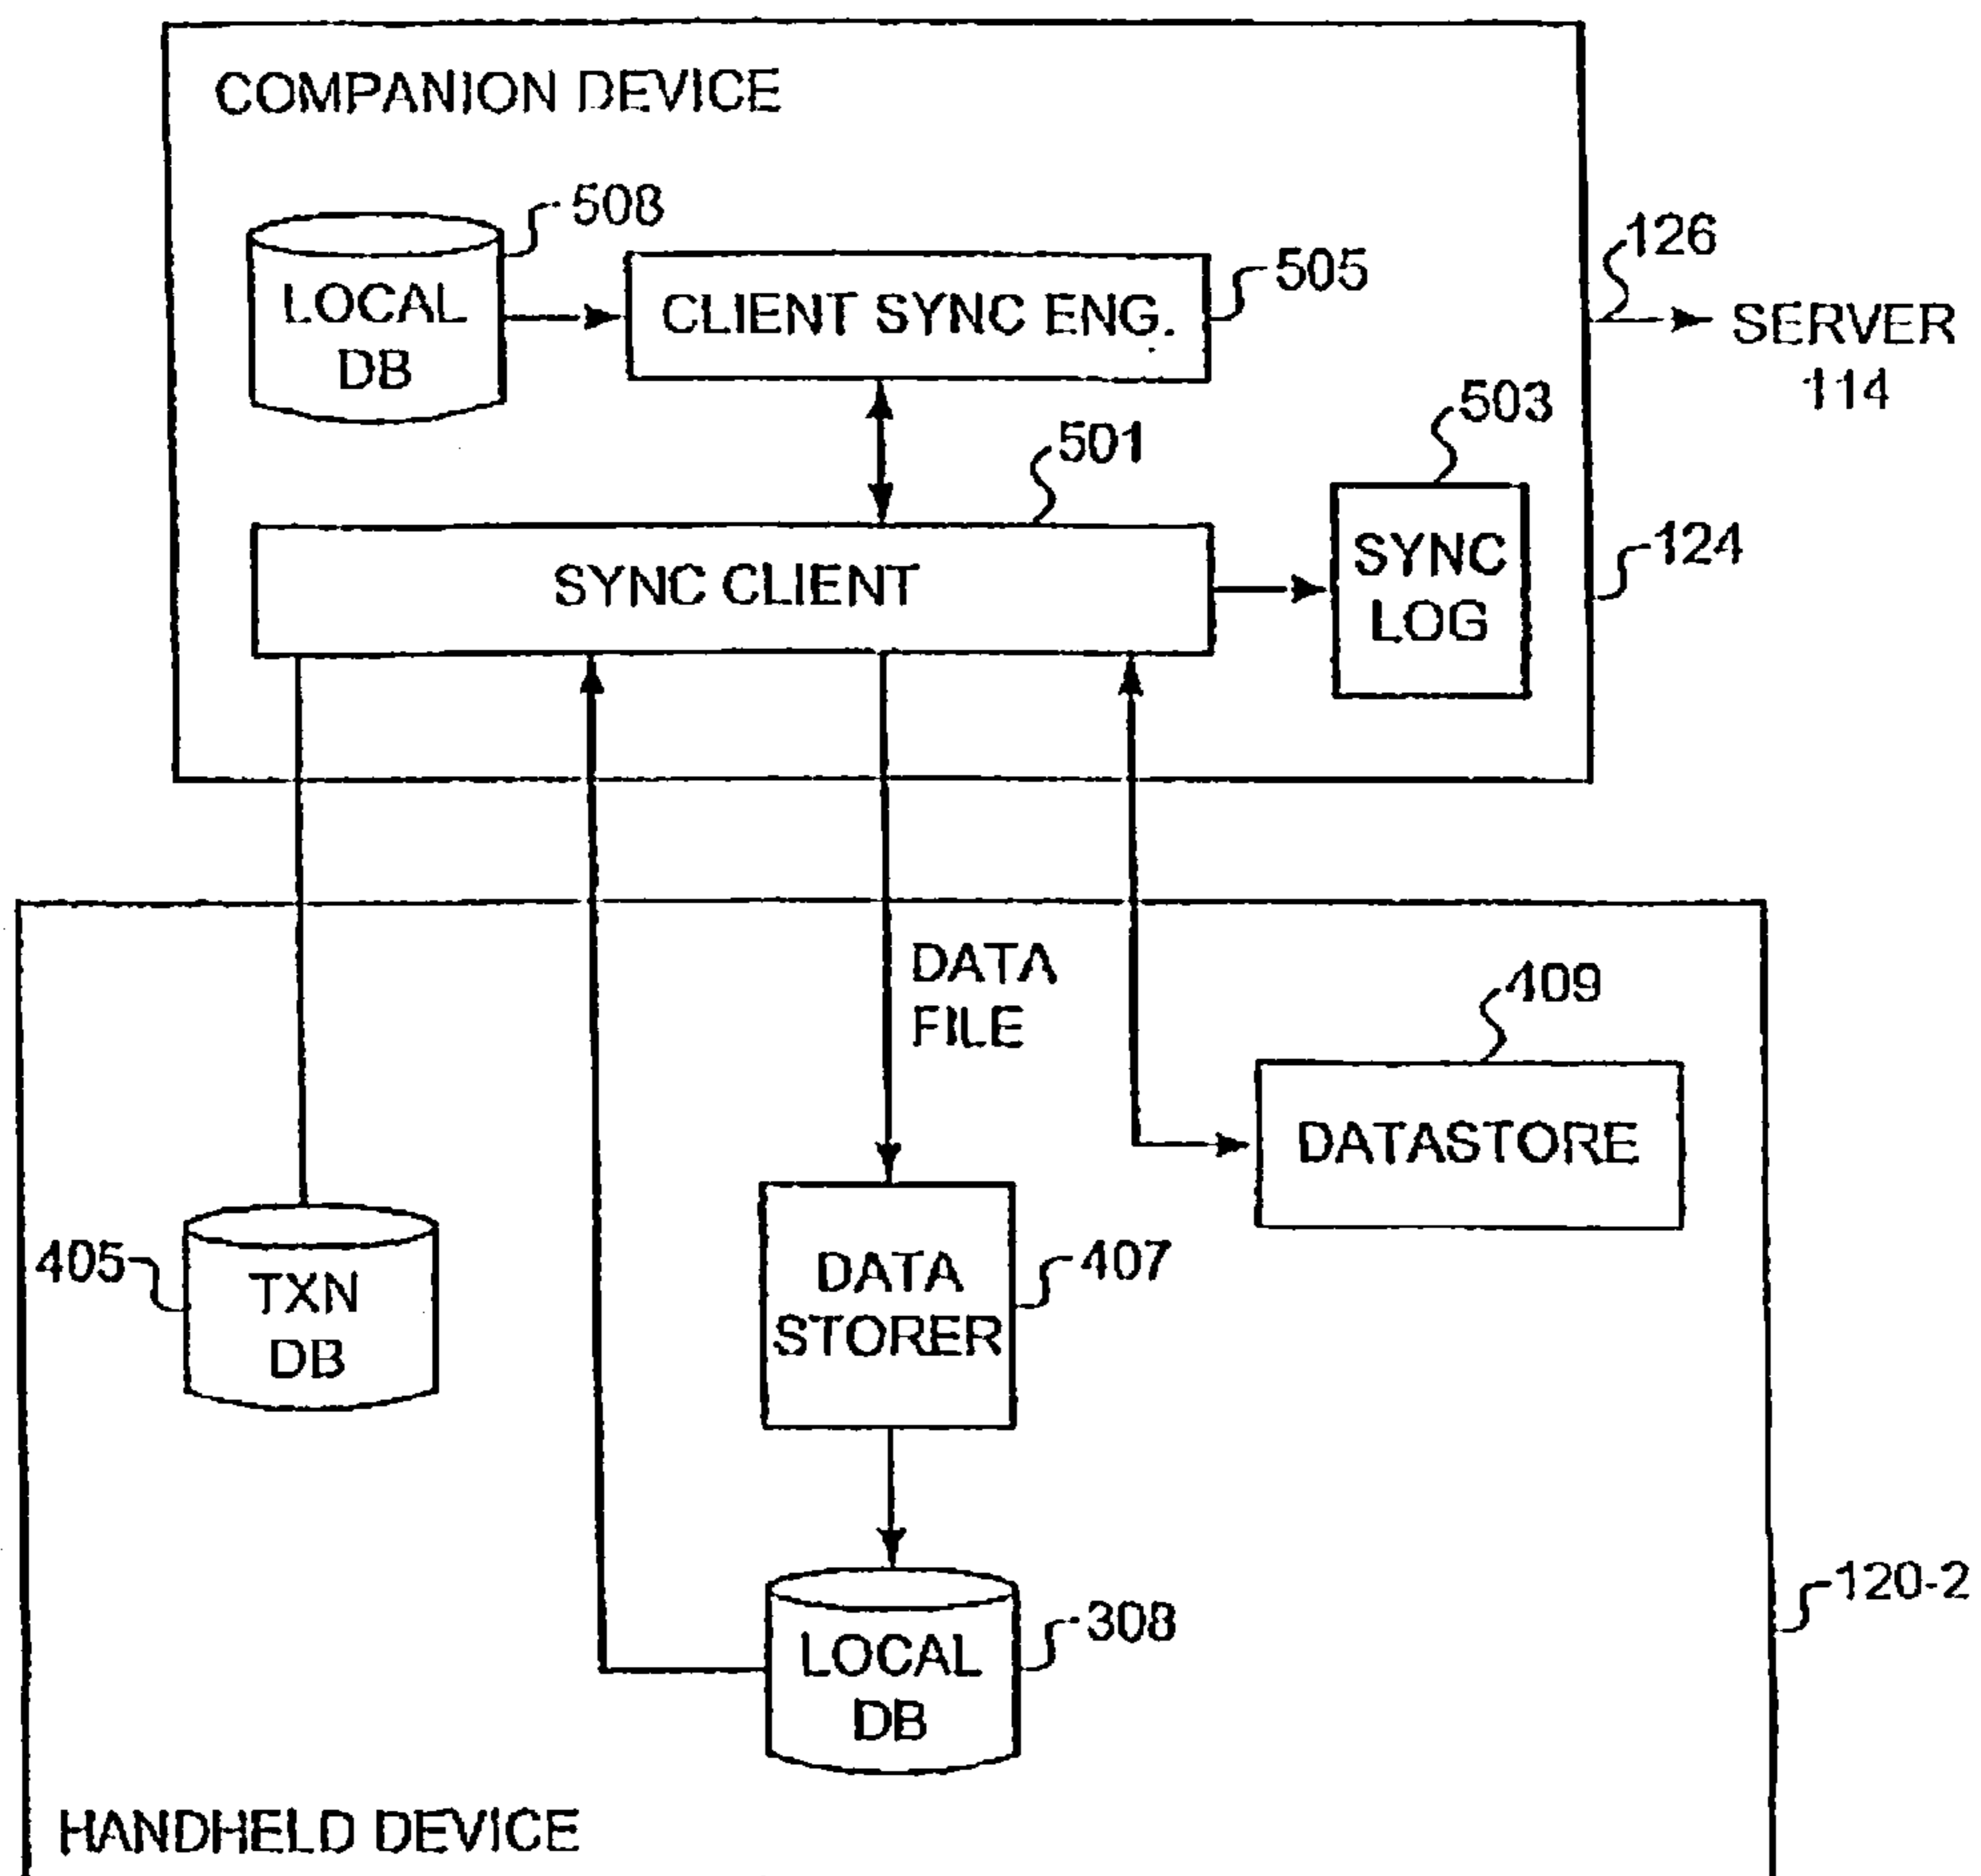 COMPANION DEVICE
508
LOCAL
DB
CLIENT SYNC ENG.
505
126
SERVER
114
501
503
SYNC CLIENT
SYNC
LOG
124
DATA
FILE
409
DATASTORE
405
TXN
DB
DATA
STORER
407
LOCAL
DB
308
120-2
HANDHELD DEVICE